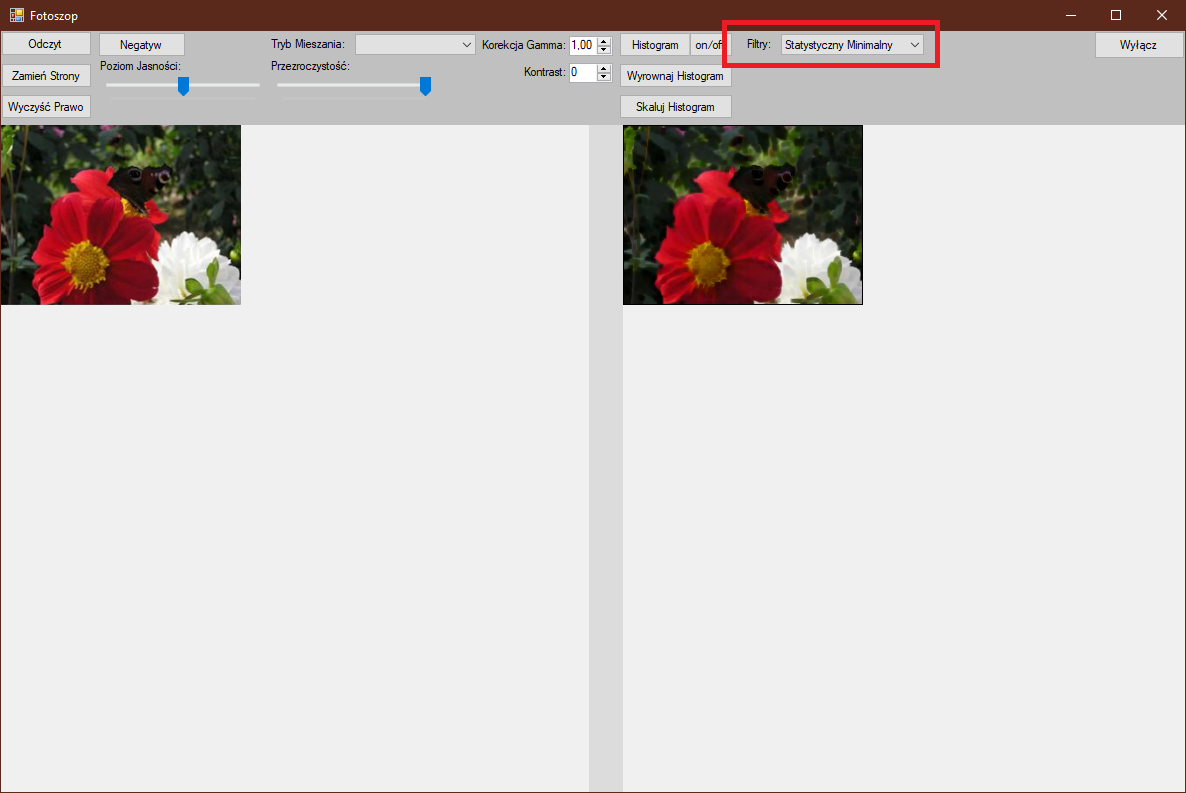 Fotoszop
Odczyt
Negatyw
Tryb Mieszania:
Korekcja Gamma: 1,00
Histogram
on/of
Filtry: Statystyczny Minimalny
Wyłącz
Zamień Strony
Poziom Jasności:
Przezroczystość:
Kontrast: 0
Wyrownaj Histogram
Wyczyść Prawo
Skaluj Histogram